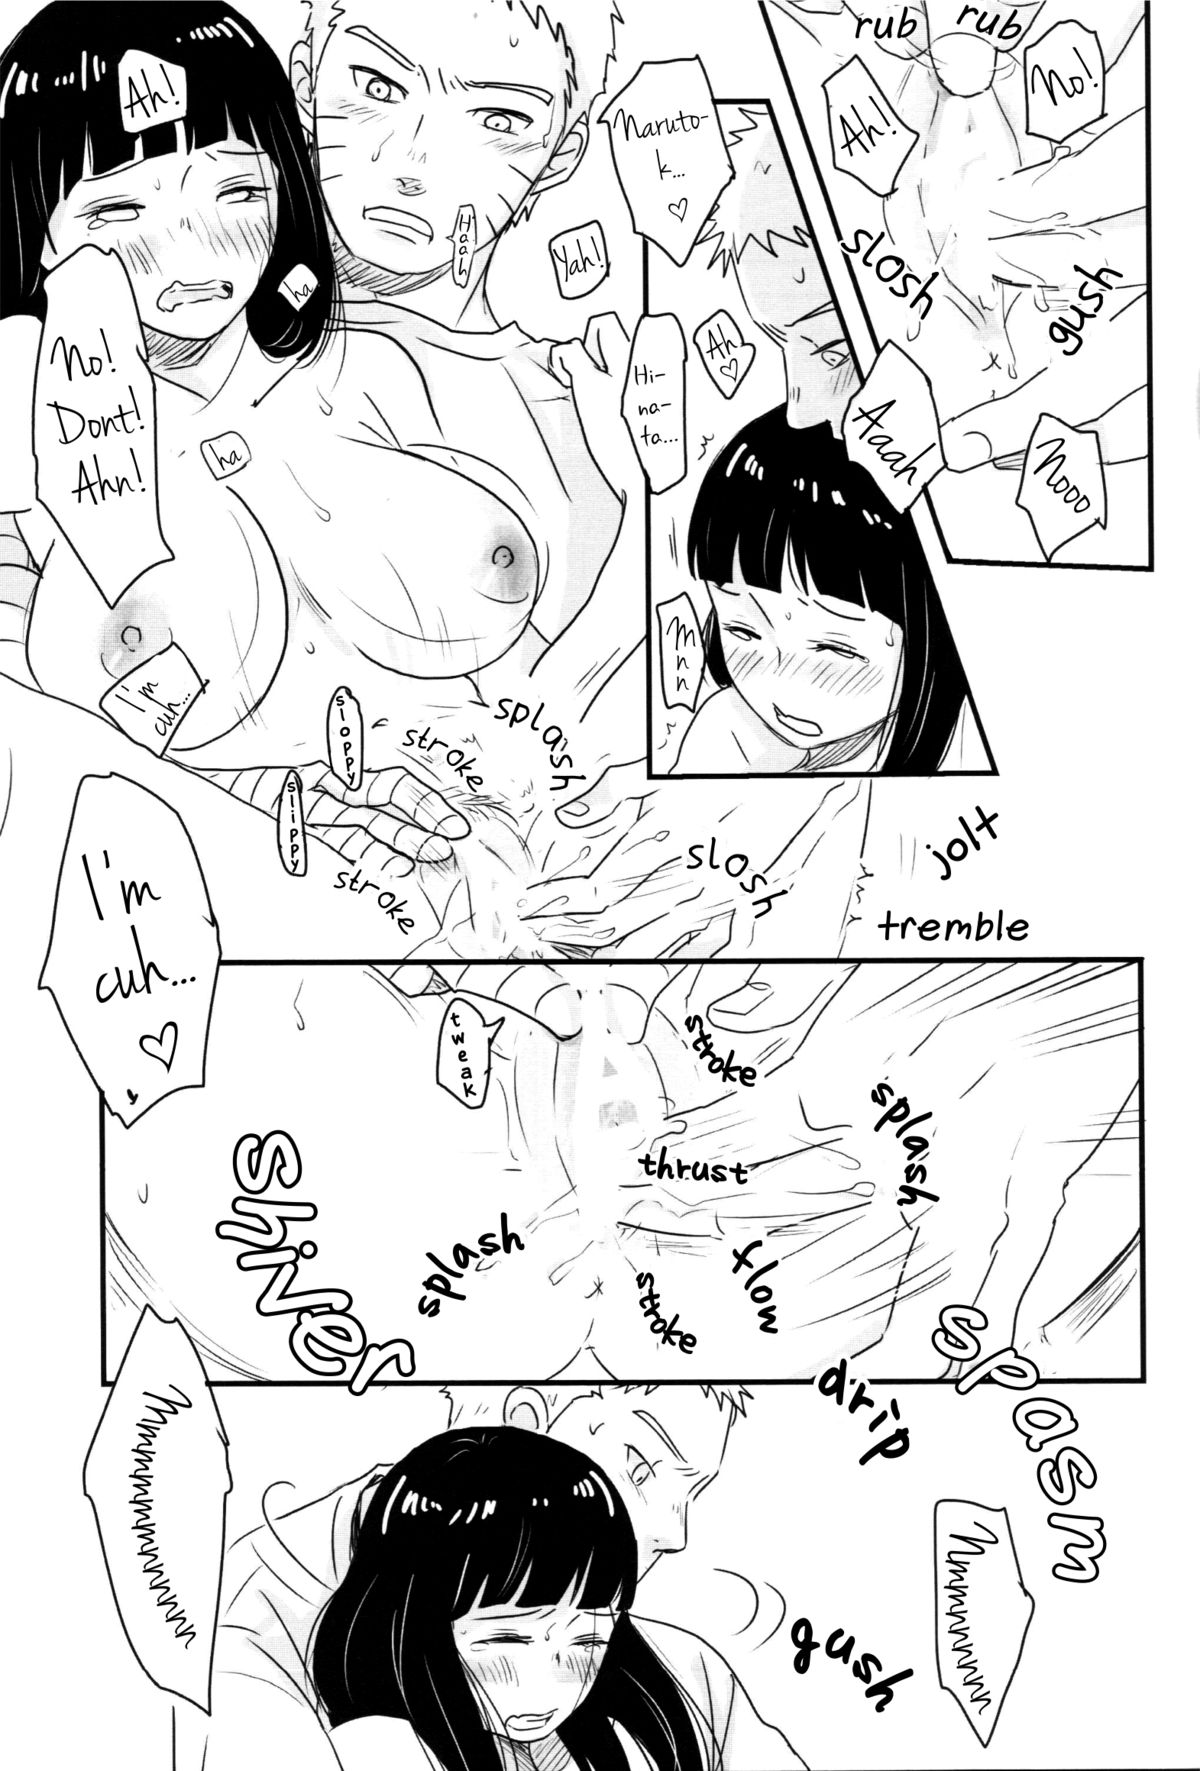 rub
rub
No!
Ah!
slosh
gush
Aaah
Nooo
Naruto-
k... ♡
Hi-
na-
ta...
Ah
♡
Mnn
Yah!
Haah
Ah!
ha
No!
Dont!
Ahn!
ha
I'm
cuh...
sloppy
slippy
stroke
splash
stroke
slosh
jolt
tremble
I'm
cuh...
♡
tweak
stroke
splash
thrust
splash
flow
stroke
shiver
spasm
drip
gush